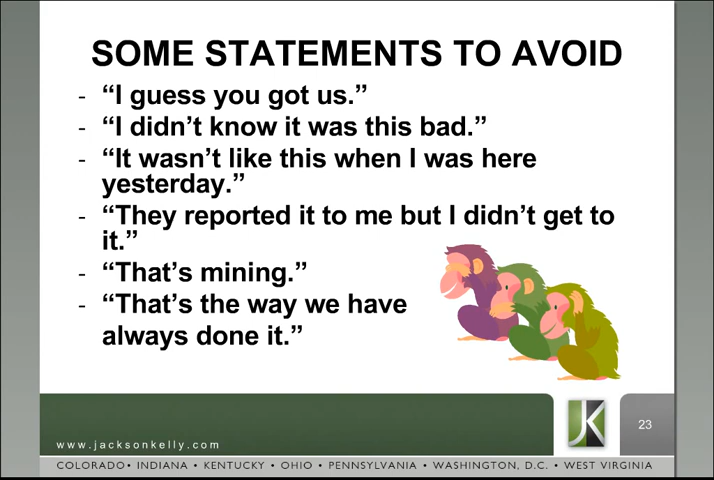 SOME STATEMENTS TO AVOID
- “I guess you got us.”
- “I didn’t know it was this bad.”
- “It wasn’t like this when I was here
yesterday.”
- “They reported it to me but I didn’t get to
it.”
- “That’s mining.”
- “That’s the way we have
always done it.”
JK
23
www.jacksonkelly.com
COLORADO • INDIANA • KENTUCKY • OHIO • PENNSYLVANIA • WASHINGTON, D.C. • WEST VIRGINIA